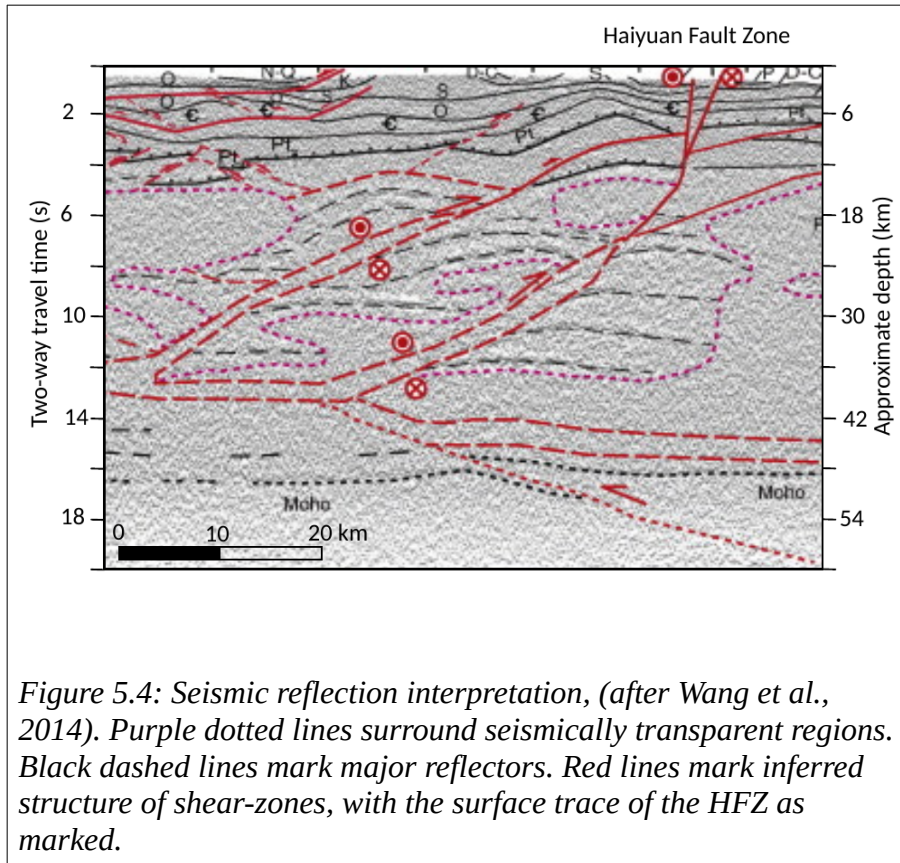 Haiyuan Fault Zone
O N-Q K D-C S P D-C
O Є S S O Є Є Pt
Pt Pt Pt
2 6
6 18
10 30
14 42
18 54
Two-way travel time (s)
Approximate depth (km)
Moho Moho
0 10 20 km
Figure 5.4: Seismic reflection interpretation, (after Wang et al.,
2014). Purple dotted lines surround seismically transparent regions.
Black dashed lines mark major reflectors. Red lines mark inferred
structure of shear-zones, with the surface trace of the HFZ as
marked.